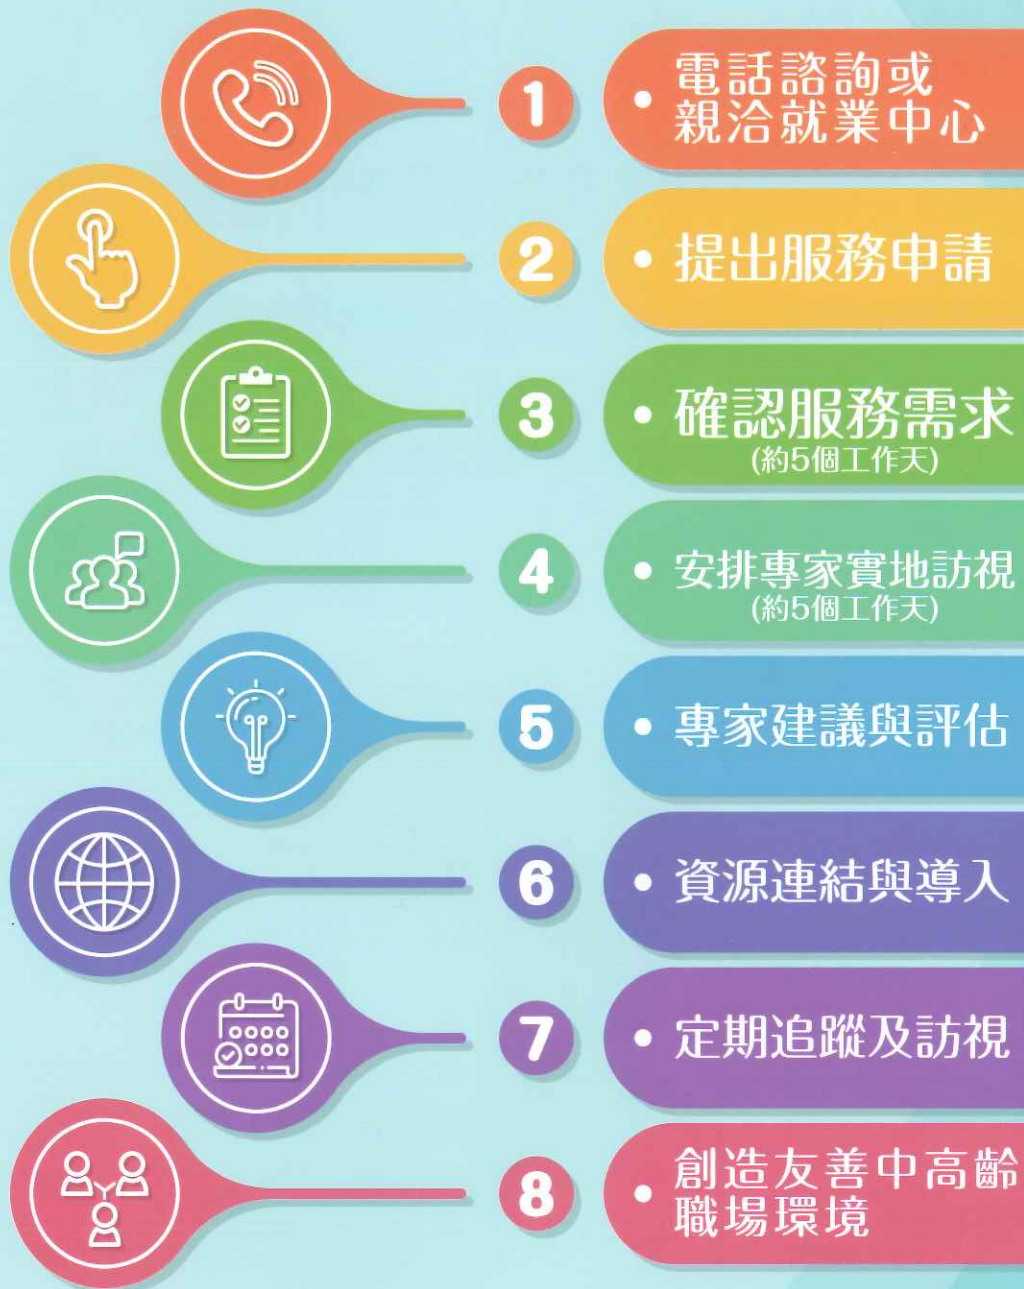 1
• 電話諮詢或
親洽就業中心
2
• 提出服務申請
3
• 確認服務需求
(約5個工作天)
4
• 安排專家實地訪視
(約5個工作天)
5
• 專家建議與評估
6
• 資源連結與導入
7
• 定期追蹤及訪視
8
• 創造友善中高齡
職場環境